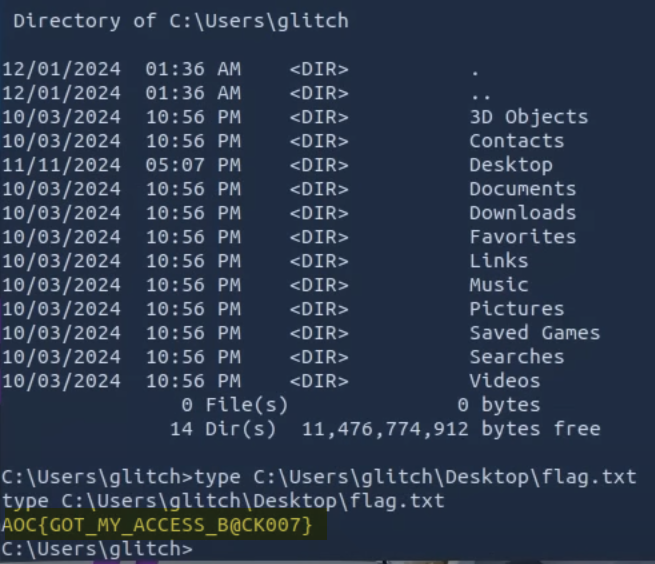 Directory of C:\Users\glitch
12/01/2024 01:36 AM <DIR> .
12/01/2024 01:36 AM <DIR> ..
10/03/2024 10:56 PM <DIR> 3D Objects
10/03/2024 10:56 PM <DIR> Contacts
11/11/2024 05:07 PM <DIR> Desktop
10/03/2024 10:56 PM <DIR> Documents
10/03/2024 10:56 PM <DIR> Downloads
10/03/2024 10:56 PM <DIR> Favorites
10/03/2024 10:56 PM <DIR> Links
10/03/2024 10:56 PM <DIR> Music
10/03/2024 10:56 PM <DIR> Pictures
10/03/2024 10:56 PM <DIR> Saved Games
10/03/2024 10:56 PM <DIR> Searches
10/03/2024 10:56 PM <DIR> Videos
0 File(s) 0 bytes
14 Dir(s) 11,476,774,912 bytes free
C:\Users\glitch>type C:\Users\glitch\Desktop\flag.txt
type C:\Users\glitch\Desktop\flag.txt
AOC{GOT_MY_ACCESS_B@CK007}
C:\Users\glitch>